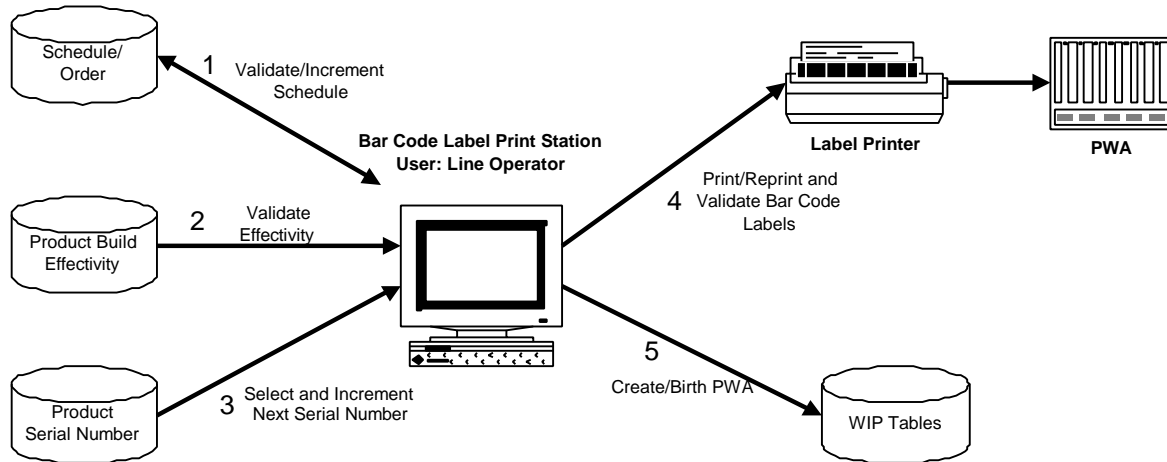 Schedule/
Order
1
Validate/Increment
Schedule
Bar Code Label Print Station
User: Line Operator
Label Printer
PWA
Product Build
Effectivity
2
Validate
Effectivity
4
Print/Reprint and
Validate Bar Code
Labels
Product
Serial Number
3
Select and Increment
Next Serial Number
5
Create/Birth PWA
WIP Tables